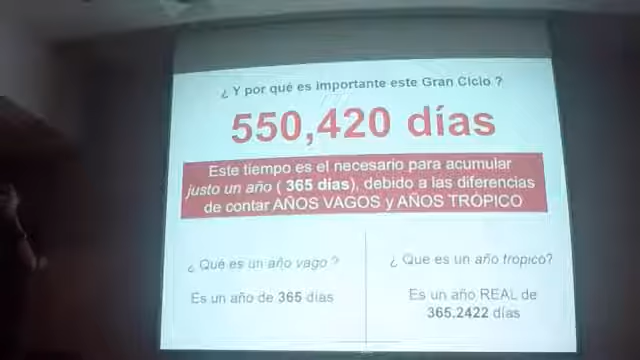 ¿ Y por qué es importante este Gran Ciclo ?
550,420 días
Este tiempo es el necesario para acumular
justo un año ( 365 días), debido a las diferencias
de contar AÑOS VAGOS y AÑOS TROPICO
¿ Qué es un año vago ?
Es un año de 365 días
¿ Que es un año tropico?
Es un año REAL de
365.2422 días